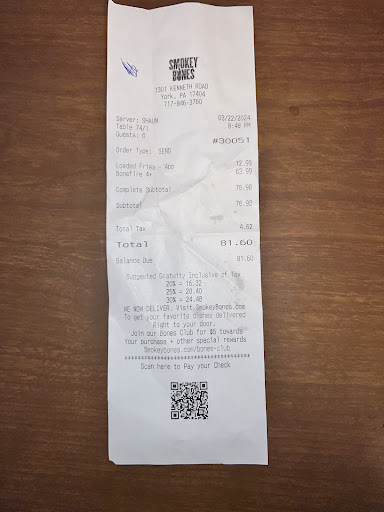 SMOKEY
BONES
1301 KENNETH ROAD
York, PA 17404
717-846-3760
Server: SHAUN 03/22/2024
Table 74/1 8:48 PM
Guests: 0
#30051
Order Type: SEND
Loaded Fries - App 12.99
Bonefire 4+ 63.99
Complete Subtotal 76.98
Subtotal 76.98
Total Tax 4.62
Total 81.60
Balance Due 81.60
Suggested Gratuity Inclusive of Tax
20% = 16.32
25% = 20.40
30% = 24.48
WE NOW DELIVER. Visit SmokeyBones.com
To get your favorite dishes delivered
Right to your door.
Join our Bones Club for $5 towards
Your purchase + other special rewards
Smokeybones.com/bones-club
Scan here to Pay your Check